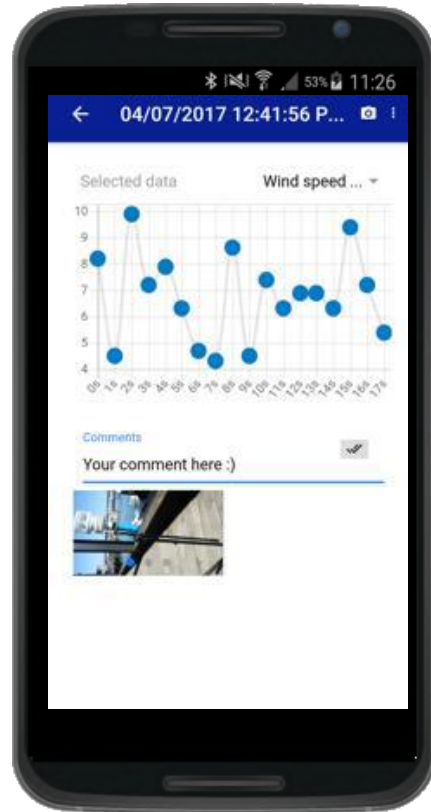 53% 11:26
04/07/2017 12:41:56 P...
Selected data Wind speed ...
10
9
8
7
6
5
4
0s 1s 2s 3s 4s 5s 6s 7s 8s 9s 10s 11s 12s 13s 14s 15s 16s 17s
Comments
Your comment here :)